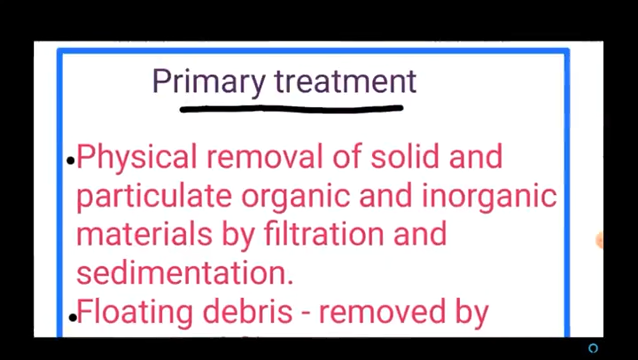 Primary treatment
•Physical removal of solid and
particulate organic and inorganic
materials by filtration and
sedimentation.
•Floating debris - removed by